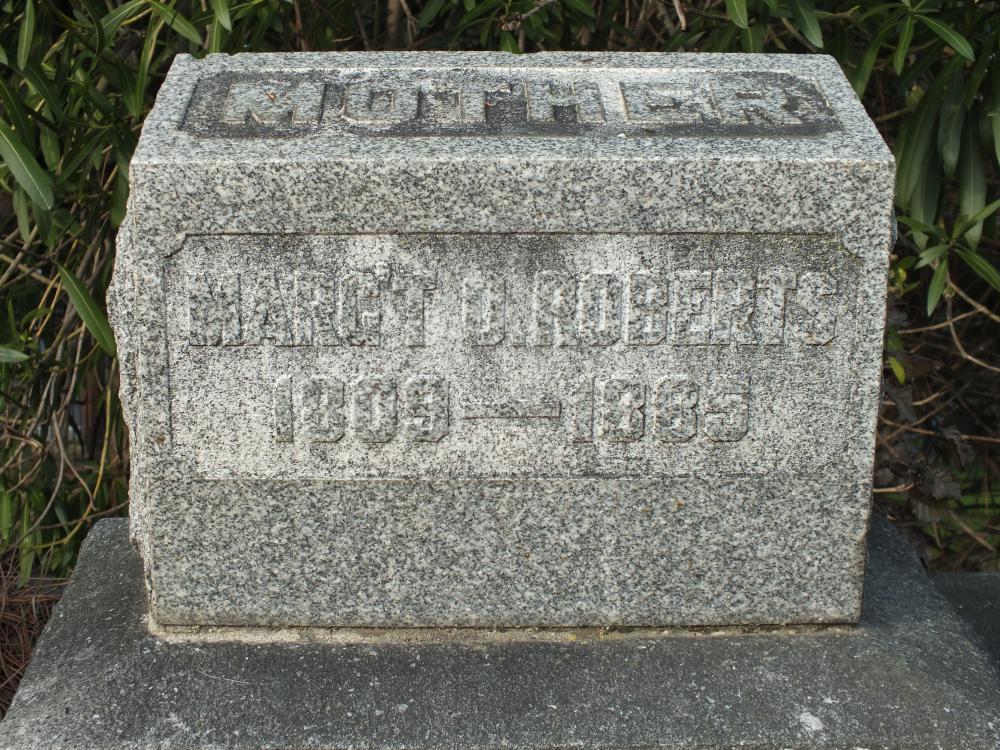 MOTHER
MARG'T D. ROBERTS
1809—1885